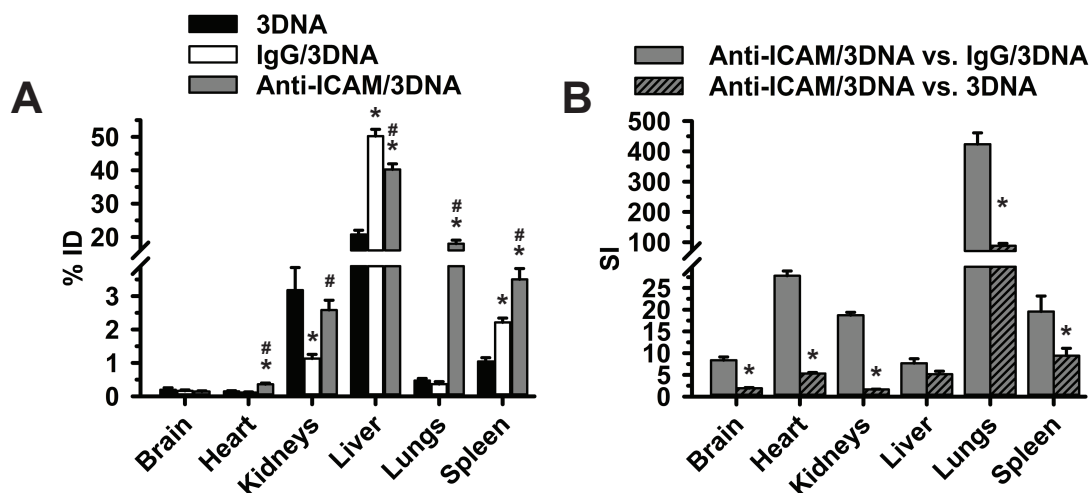 3DNA
IgG/3DNA
Anti-ICAM/3DNA
A
% ID
50
40
30
20
3
2
1
0
*
#
*
#
*
*
#
#
*
*
#
*
Brain
Heart
Kidneys
Liver
Lungs
Spleen
Anti-ICAM/3DNA vs. IgG/3DNA
Anti-ICAM/3DNA vs. 3DNA
B
SI
500
400
300
200
100
25
20
15
10
5
0
*
*
*
*
*
Brain
Heart
Kidneys
Liver
Lungs
Spleen